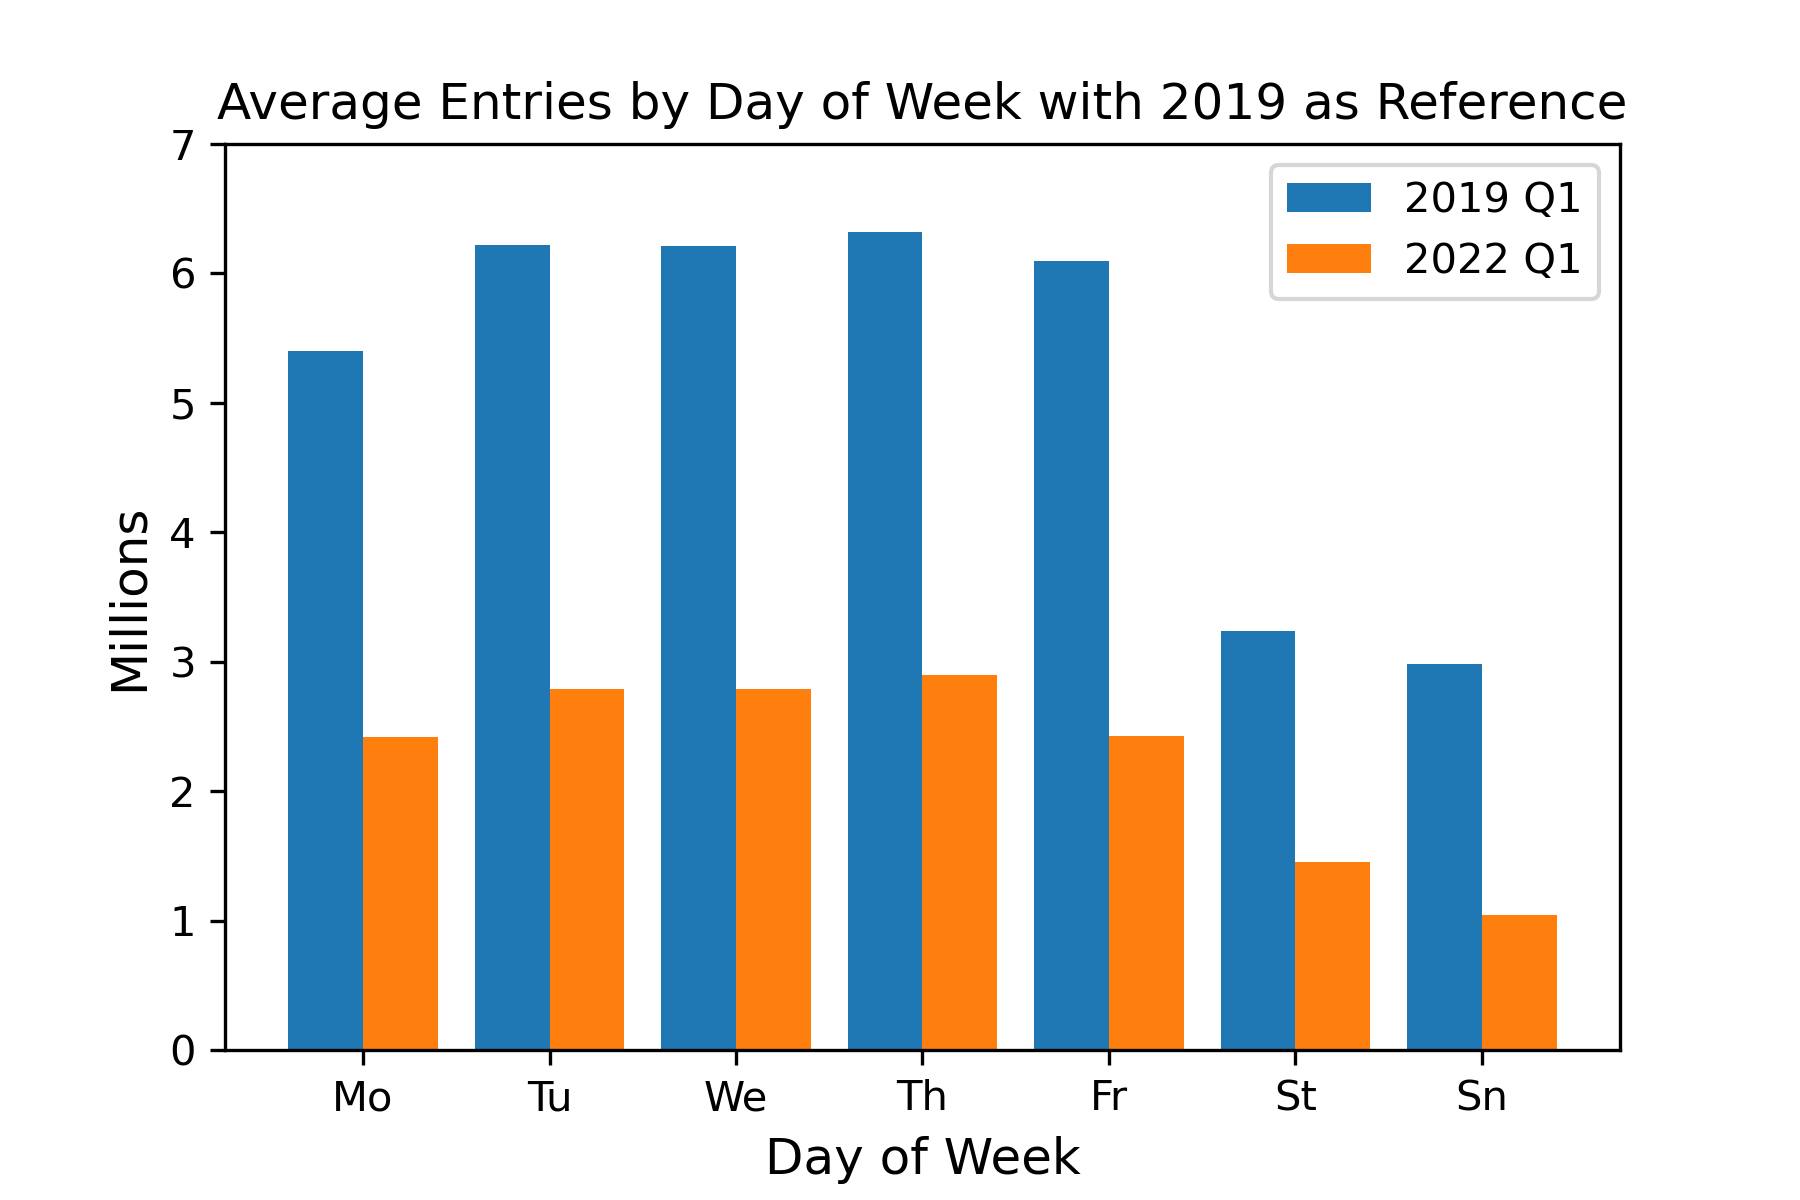 Average Entries by Day of Week with 2019 as Reference
2019 Q1
2022 Q1
7
6
5
4
3
2
1
0
Millions
Mo Tu We Th Fr St Sn
Day of Week